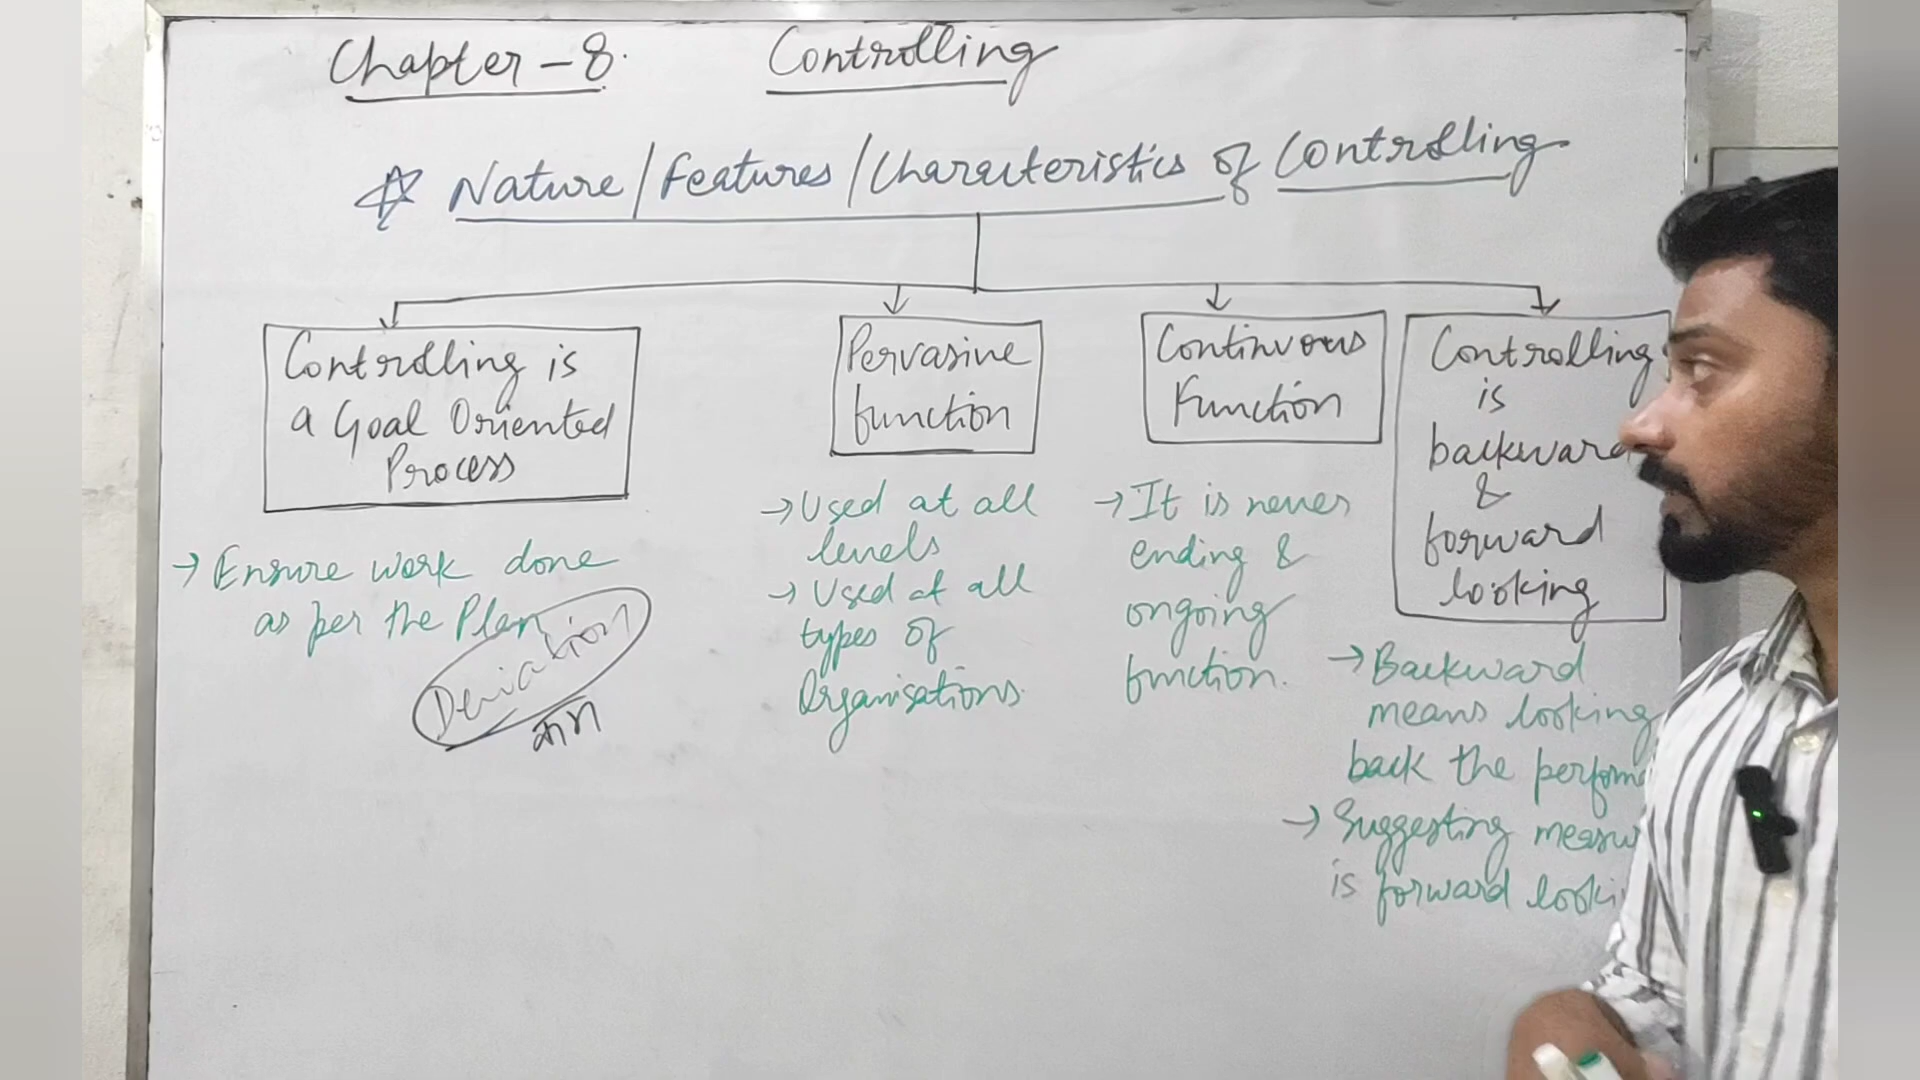 Chapter - 8. Controlling
☆ Nature/Features/Characteristics of Controlling
Controlling is
a Goal Oriented
Process
→ Ensure work done
as per the Plan
Deviation
Pervasive
function
→ Used at all
levels
→ Used at all
types of
Organisations.
Continuous
Function
→ It is never
ending &
ongoing
function.
Controlling
is
backward
&
forward
looking
→ Backward
means looking
back the
→ Suggesting
is forward